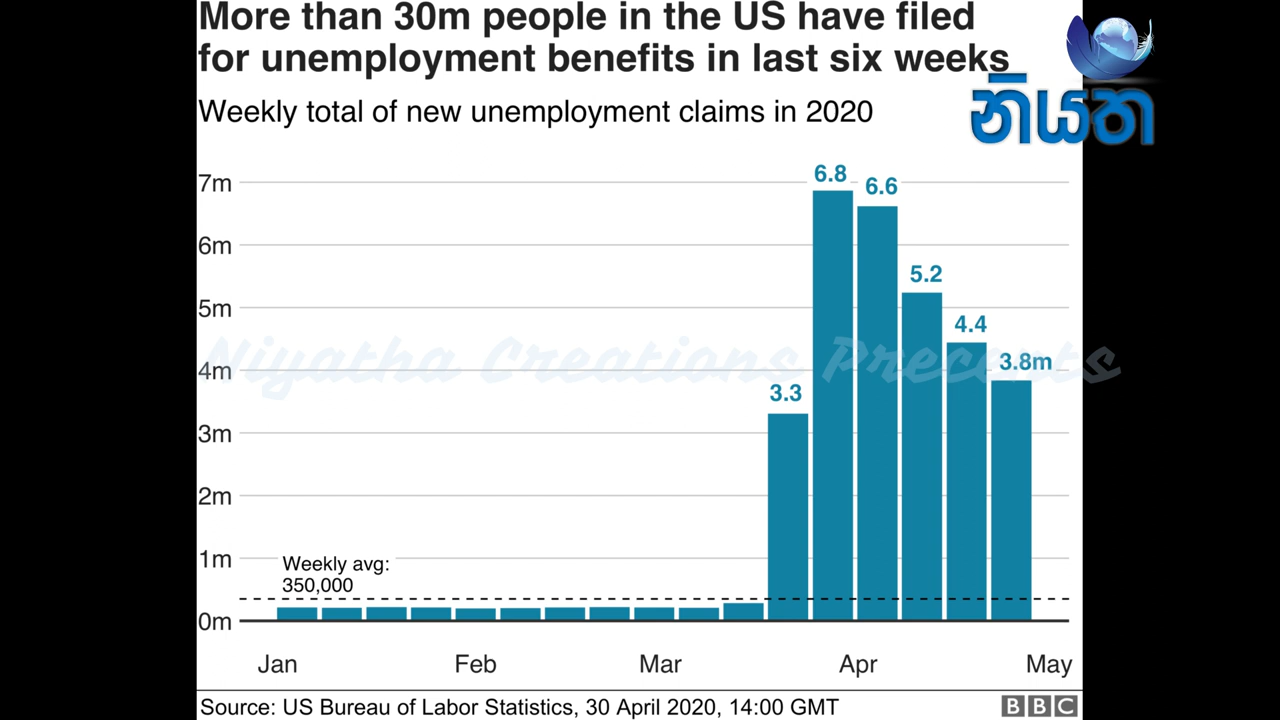 More than 30m people in the US have filed
for unemployment benefits in last six weeks
නියත
Weekly total of new unemployment claims in 2020
7m
6m
5m
4m
3m
2m
1m
0m
6.8
6.6
5.2
4.4
3.8m
3.3
Niyatha Creations Precents
Weekly avg:
350,000
Jan Feb Mar Apr May
Source: US Bureau of Labor Statistics, 30 April 2020, 14:00 GMT
BBC